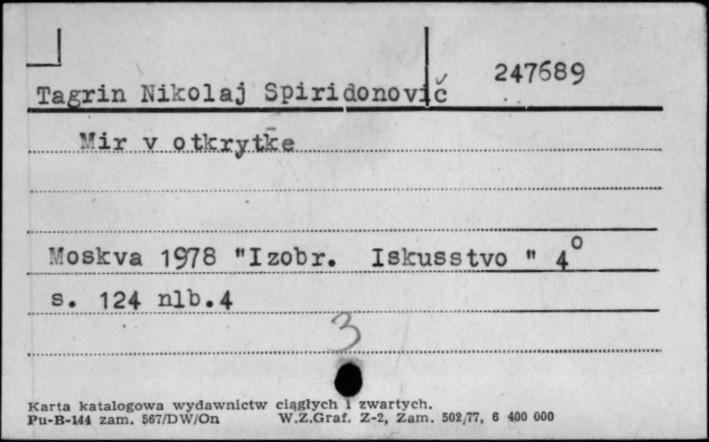 247689
Tagrin Nikolaj Spiridonovič
Mir v otkrytke
Moskva 1978 "Izobr. Iskusstvo " 4°
s. 124 nlb.4
3
Karta katalogowa wydawnictw ciągłych i zwartych.
Pu-B-144 zam. 567/DW/On W.Z.Graf. Z-2, Zam. 502/77, 6 400 000